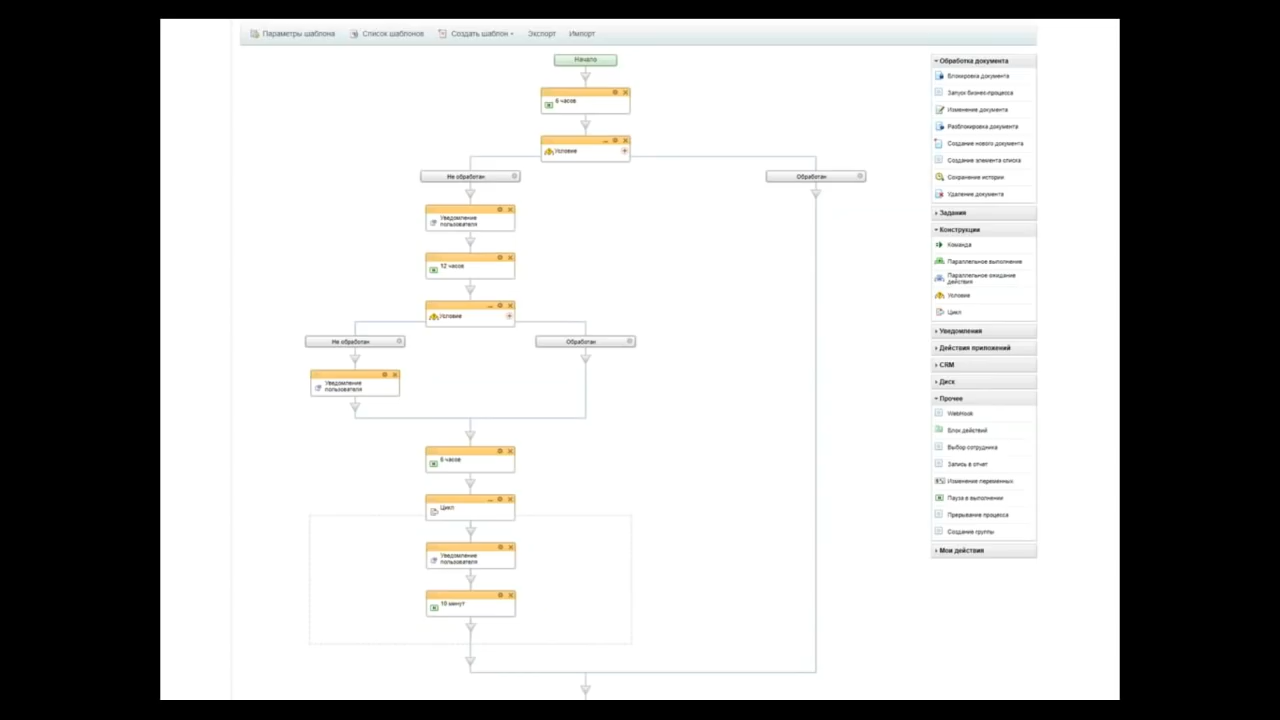 Параметры шаблона Список шаблонов Создать шаблон Экспорт Импорт
Начало
6 часов
Условие
Не обработан
Обработан
Уведомление
пользователя
12 часов
Условие
Не обработан
Обработан
Уведомление
пользователя
6 часов
Цикл
Уведомление
пользователя
10 минут
Обработка документа
Блокировка документа
Запуск бизнес-процесса
Изменение документа
Разблокировка документа
Создание нового документа
Создание элемента списка
Сохранение истории
Удаление документа
Задания
Конструкции
Команда
Параллельное выполнение
Параллельное ожидание
действия
Условие
Цикл
Уведомления
Действия приложений
CRM
Диск
Прочее
WebHook
Блок действий
Выбор сотрудника
Запись в отчет
Изменение переменных
Пауза в выполнении
Прерывание процесса
Создание группы
Мои действия